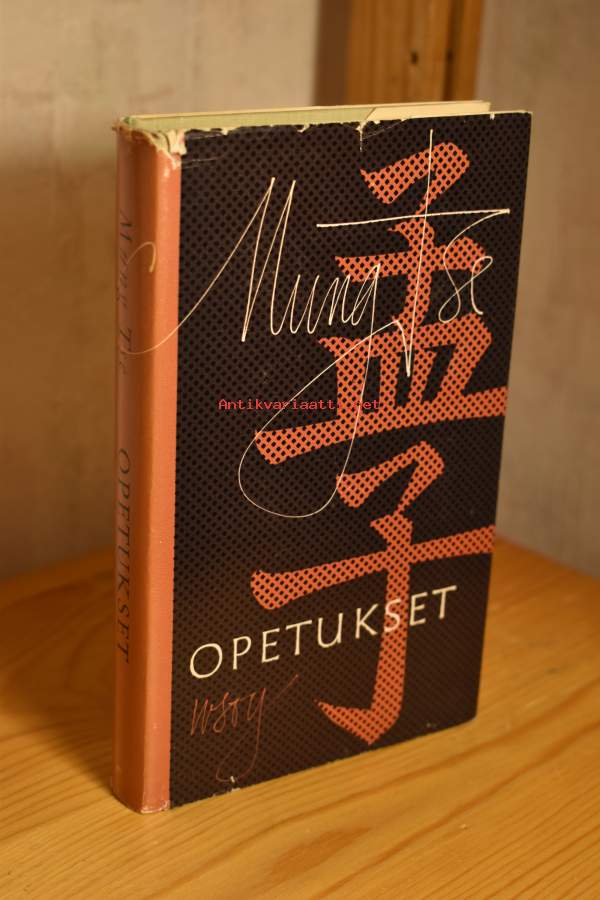 Mung Tse
孟子
OPETUKSET
wsoy
Mung Tse OPETUKSET
Antikvariaatti.net